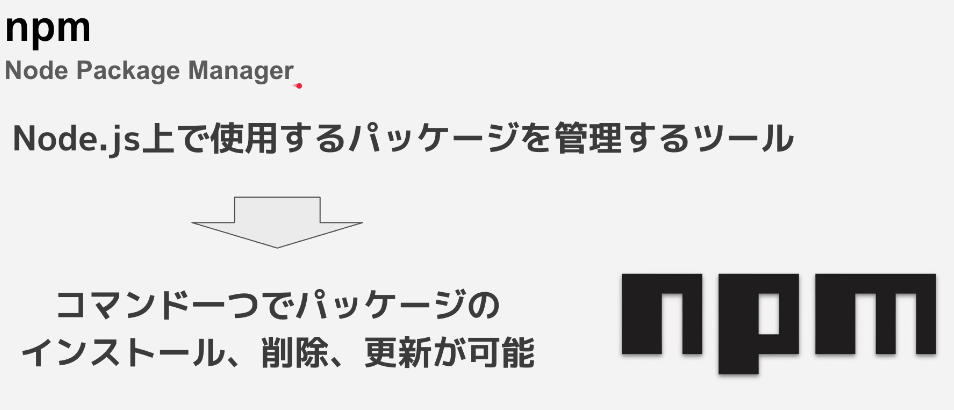 npm
Node Package Manager
Node.js上で使用するパッケージを管理するツール
コマンド一つでパッケージの
インストール、削除、更新が可能
npm